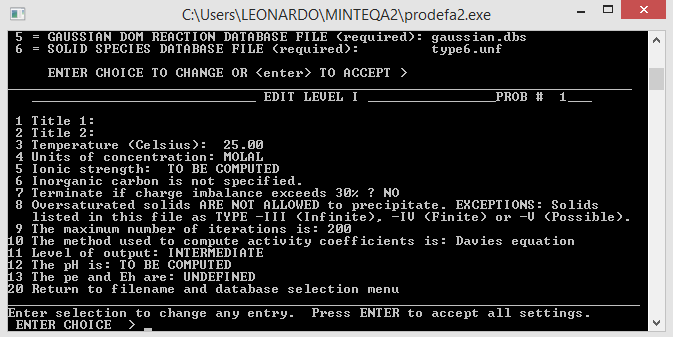 C:\Users\LEONARDO\MINTEQA2\prodefa2.exe
5 = GAUSSIAN DOM REACTION DATABASE FILE (required): gaussian.dbs
6 = SOLID SPECIES DATABASE FILE (required): type6.unf
ENTER CHOICE TO CHANGE OR <enter> TO ACCEPT >
EDIT LEVEL I PROB # 1
1 Title 1:
2 Title 2:
3 Temperature (Celsius): 25.00
4 Units of concentration: MOLAL
5 Ionic strength: TO BE COMPUTED
6 Inorganic carbon is not specified.
7 Terminate if charge imbalance exceeds 30% ? NO
8 Oversaturated solids ARE NOT ALLOWED to precipitate. EXCEPTIONS: Solids
listed in this file as TYPE -III (Infinite), -IV (Finite) or -V (Possible).
9 The maximum number of iterations is: 200
10 The method used to compute activity coefficients is: Davies equation
11 Level of output: INTERMEDIATE
12 The pH is: TO BE COMPUTED
13 The pe and Eh are: UNDEFINED
20 Return to filename and database selection menu
Enter selection to change any entry. Press ENTER to accept all settings.
ENTER CHOICE > _